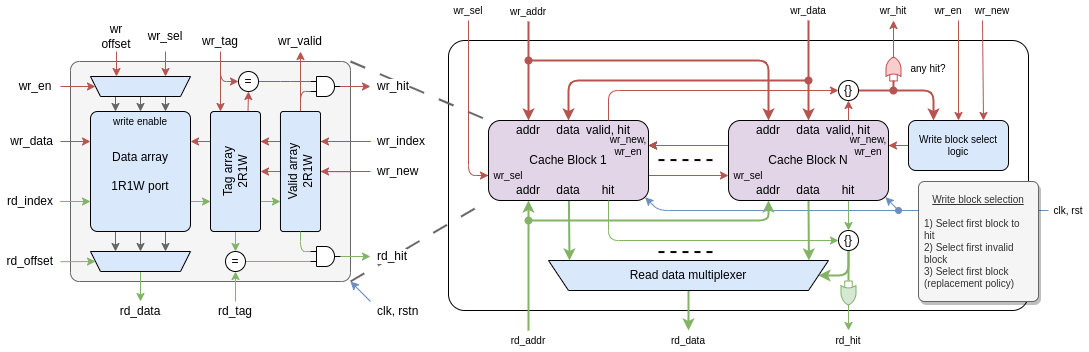 wr
offset
wr_sel
wr_tag
wr_valid
wr_en
=
wr_hit
write enable
wr_data
Data array
1R1W port
Tag array
2R1W
Valid array
2R1W
wr_index
wr_new
rd_index
rd_offset
=
rd_hit
rd_data
rd_tag
clk, rstn
wr_sel
wr_addr
wr_data
wr_hit
wr_en
wr_new
any hit?
{}
addr
data
valid, hit
wr_new,
wr_en
Cache Block 1
wr_sel
addr
data
hit
addr
data
valid, hit
wr_new,
wr_en
Cache Block N
wr_sel
addr
data
hit
Write block select
logic
Write block selection
1) Select first block to
hit
2) Select first invalid
block
3) Select first block
(replacement policy)
clk, rst
{}
Read data multiplexer
rd_addr
rd_data
rd_hit